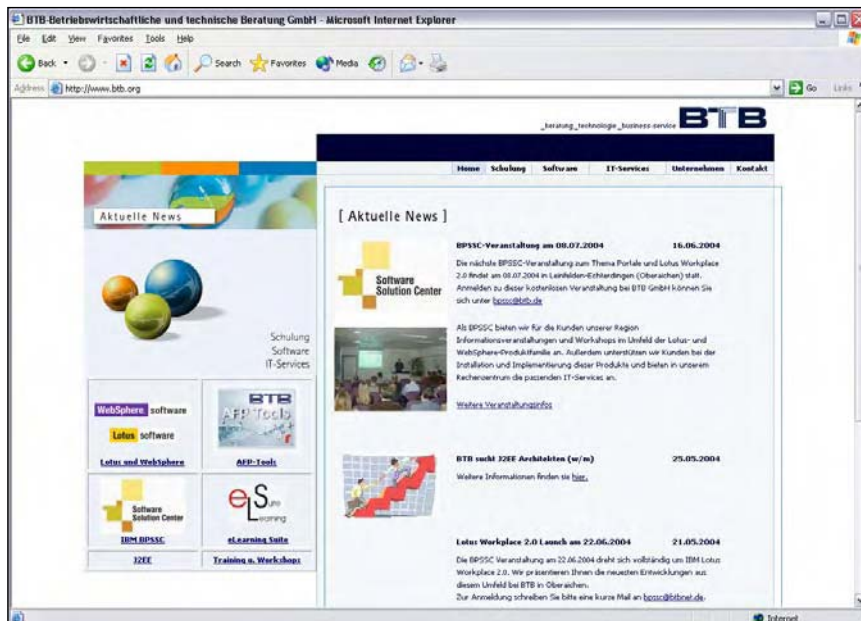 BTB-Betriebswirtschaftliche und technische Beratung GmbH - Microsoft Internet Explorer
File Edit View Favorites Tools Help
Back Search Favorites Media
Address http://www.btb.org Go Links
_beratung_technologie_business-service BTB
Home Schulung Software IT-Services Unternehmen Kontakt
Aktuelle News
[ Aktuelle News ]
Software
Solution Center
BPSSC-Veranstaltung am 08.07.2004 16.06.2004
Die nächste BPSSC-Veranstaltung zum Thema Portale und Lotus Workplace
2.0 findet am 08.07.2004 in Leinfelden-Echterdingen (Oberaichen) statt.
Anmelden zu dieser kostenlosen Veranstaltung bei BTB GmbH können Sie
sich unter bpssc@btb.de
Als BPSSC bieten wir für die Kunden unserer Region
Informationsveranstaltungen und Workshops im Umfeld der Lotus- und
WebSphere-Produktfamilie an. Außerdem unterstützen wir Kunden bei der
Installation und Implementierung dieser Produkte und bieten in unserem
Rechenzentrum die passenden IT-Services an.
Weitere Veranstaltungsinfos
Schulung
Software
IT-Services
WebSphere software
Lotus software
Lotus und WebSphere
BTB
AFP Tools
AFP-Tools
Software
Solution Center
IBM BPSSC
eLearning Suite
J2EE
Training u. Workshops
BTB sucht J2EE Architekten (w/m) 25.05.2004
Weitere Informationen finden sie hier.
Lotus Workplace 2.0 Launch am 22.06.2004 21.05.2004
Die BPSSC Veranstaltung am 22.06.2004 dreht sich vollständig um IBM Lotus
Workplace 2.0. Wir präsentieren Ihnen die neuesten Entwicklungen aus
diesem Umfeld bei BTB in Oberaichen.
Zur Anmeldung schreiben Sie bitte eine kurze Mail an bpssc@btbnet.de.
Internet